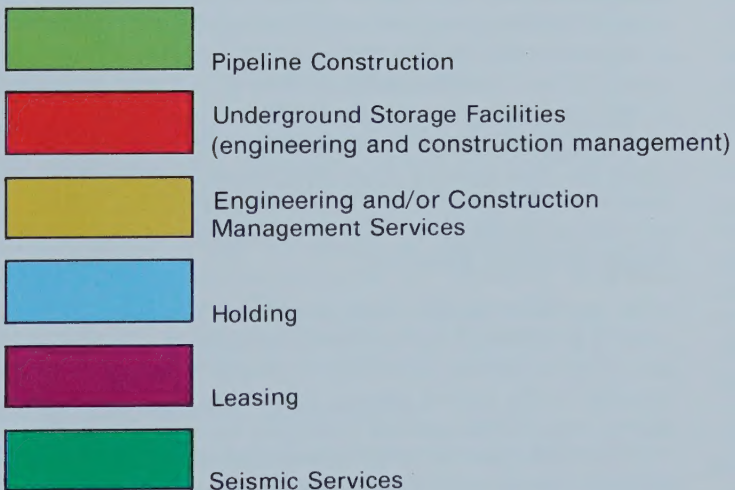 Pipeline Construction
Underground Storage Facilities
(engineering and construction management)
Engineering and/or Construction
Management Services
Holding
Leasing
Seismic Services